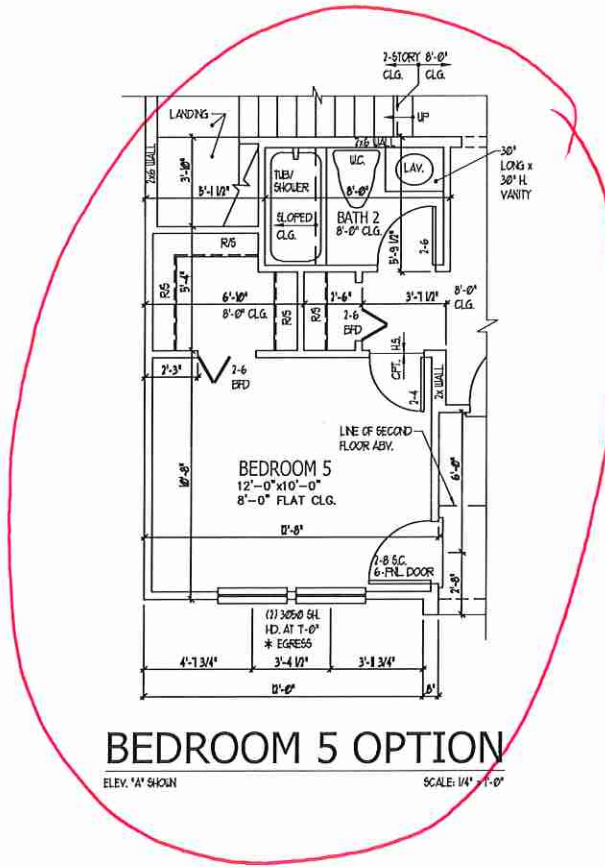 2-STORY 8'-0"
CLG. CLG.
LANDING
UP
2x6 WALL
2x6 WALL
3'-10"
TUB/
SHOWER
W.C.
LAV.
30"
LONG x
30" H.
VANITY
5'-1 1/2"
8'-0"
SLOPED
CLG.
BATH 2
8'-0" CLG.
5'-9 1/2"
2-6
R/S
R/S
5'-4"
6'-10"
8'-0" CLG.
R/S
R/S
2'-6"
3'-7 1/2"
8'-0"
CLG.
2-6
BFD
2'-3"
2-6
BFD
CPT. H.S.
2-4
2x WALL
LINE OF SECOND
FLOOR ABV.
6'-0"
10'-8"
BEDROOM 5
12'-0"x10'-0"
8'-0" FLAT CLG.
12'-8"
2-8 S.C.
6-PNL DOOR
2'-8"
(2) 3050 SH.
HD. AT 7'-0"
* EGRESS
4'-7 3/4"
3'-4 1/2"
3'-11 3/4"
12'-0"
8"
BEDROOM 5 OPTION
ELEV. "A" SHOWN
SCALE: 1/4" = 1'-0"